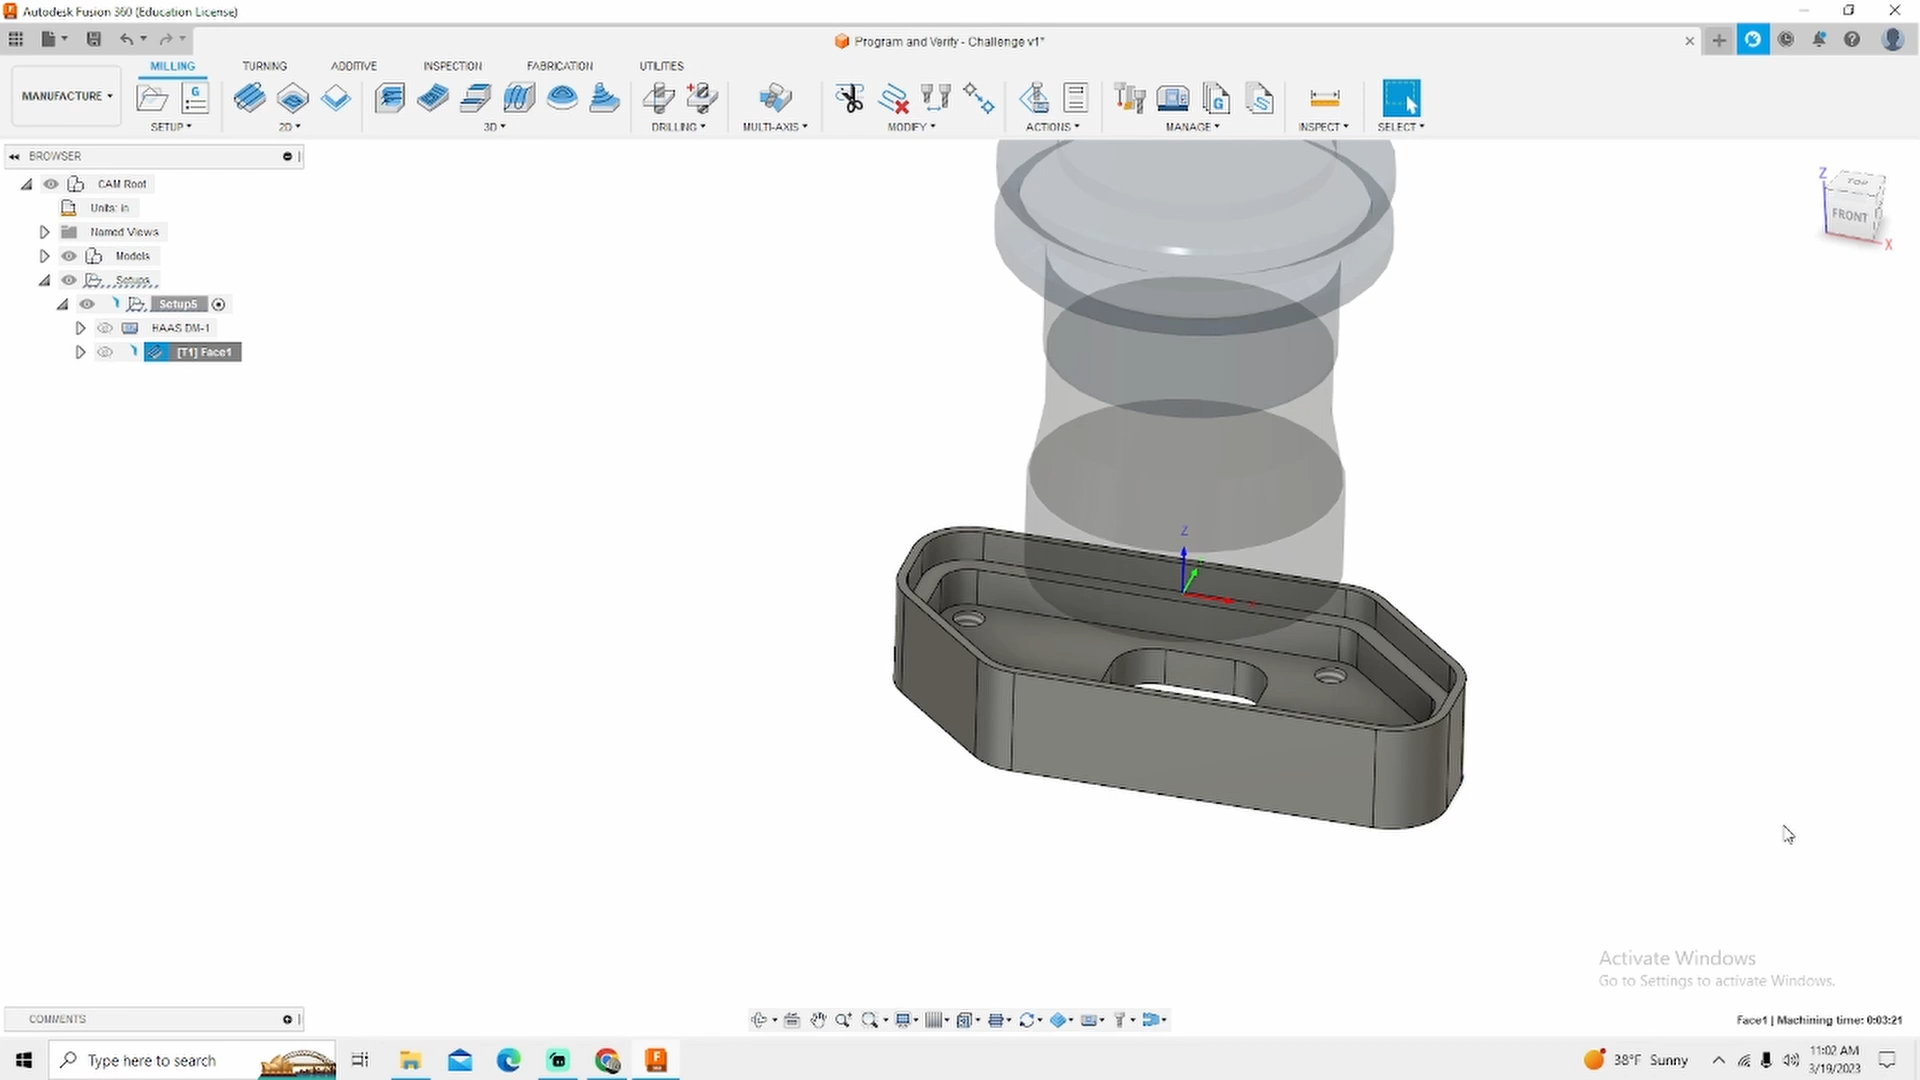 Autodesk Fusion 360 (Education License)
Program and Verify - Challenge v1*
MILLING TURNING ADDITIVE INSPECTION FABRICATION UTILITIES
MANUFACTURE
SETUP 2D 3D DRILLING MULTI-AXIS MODIFY ACTIONS MANAGE INSPECT SELECT
BROWSER
CAM Root
Units: in
Named Views
Models
Setups
Setup5
HAAS DM-1
[T1] Face1
Z
TOP
FRONT
X
Z
Activate Windows
Go to Settings to activate Windows.
COMMENTS
Face1 | Machining time: 0:03:21
Type here to search
38°F Sunny
11:02 AM
3/19/2023